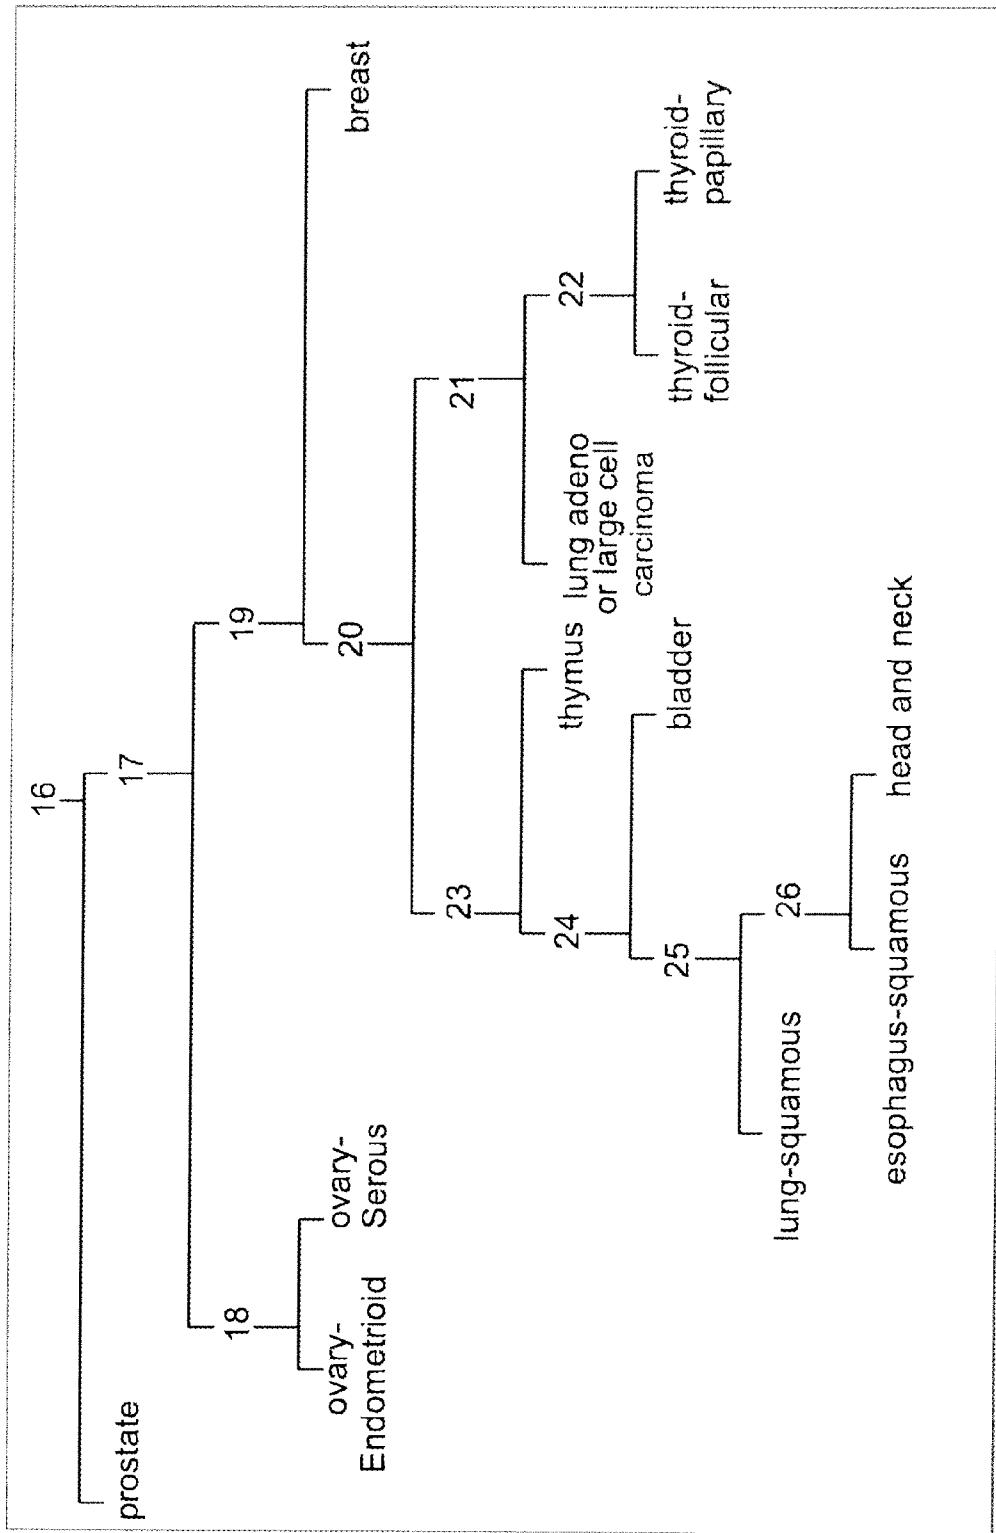 16
prostate
17
18
19
ovary-
Endometrioid
ovary-
Serous
20
breast
23
21
24
thymus
lung adeno
or large cell
carcinoma
22
25
bladder
thyroid-
follicular
thyroid-
papillary
lung-squamous
26
esophagus-squamous
head and neck